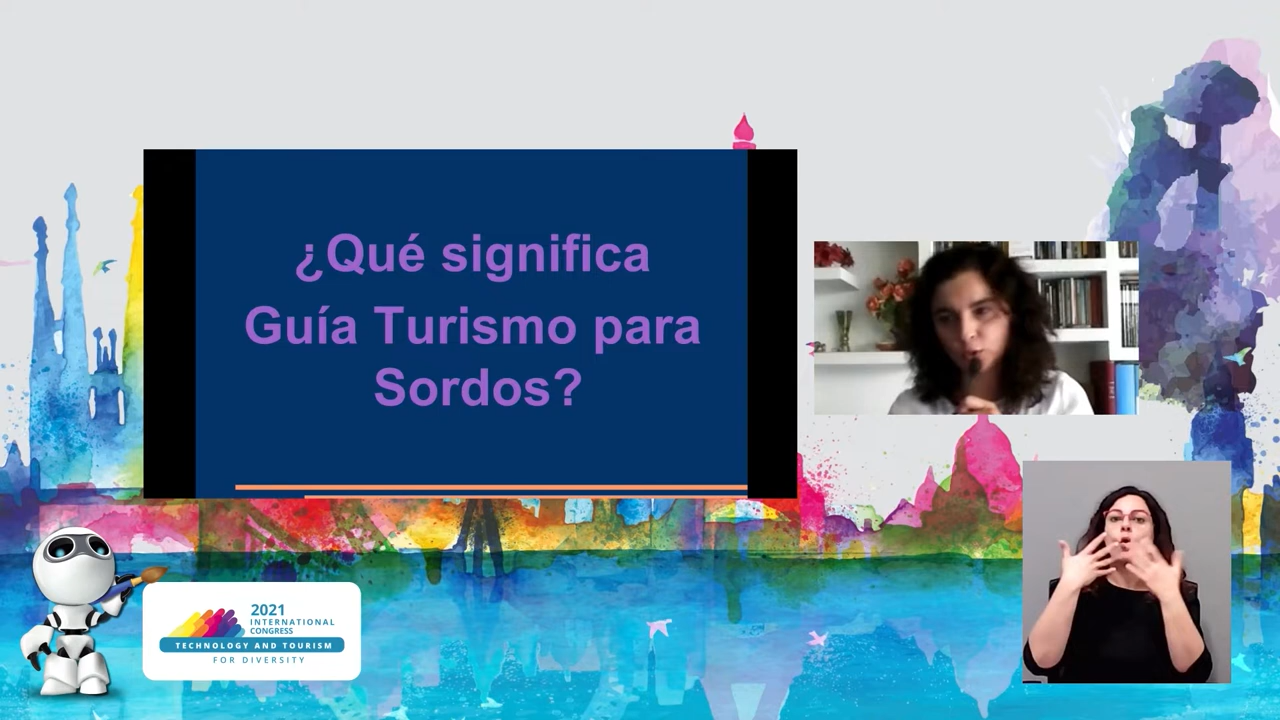 ¿Qué significa
Guía Turismo para
Sordos?
2021
INTERNATIONAL
CONGRESS
TECHNOLOGY AND TOURISM
FOR DIVERSITY